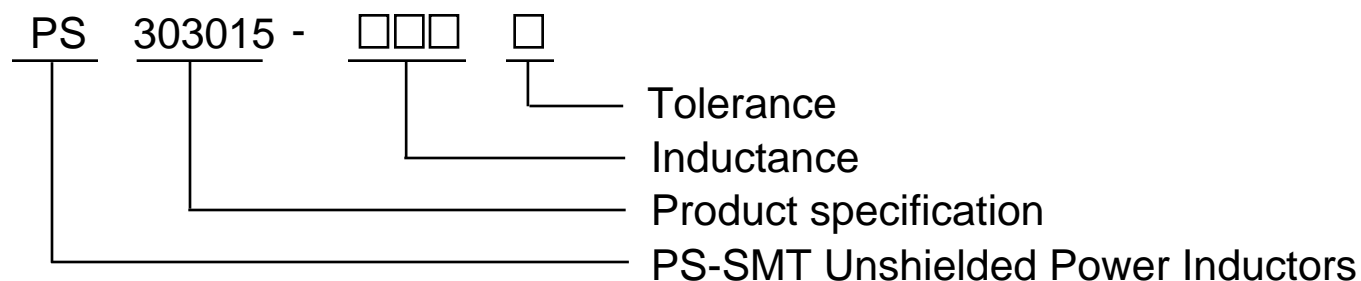 PS 303015 - □□□ □
Tolerance
Inductance
Product specification
PS-SMT Unshielded Power Inductors